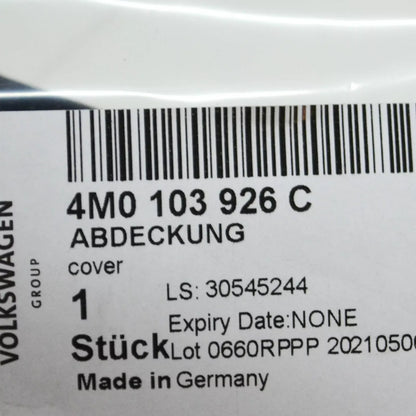 VOLKSWAGEN
GROUP
4M0 103 926 C
ABDECKUNG
cover
1
LS: 30545244
Expiry Date:NONE
Stück Lot 0660RPPP 20210500
Made in Germany